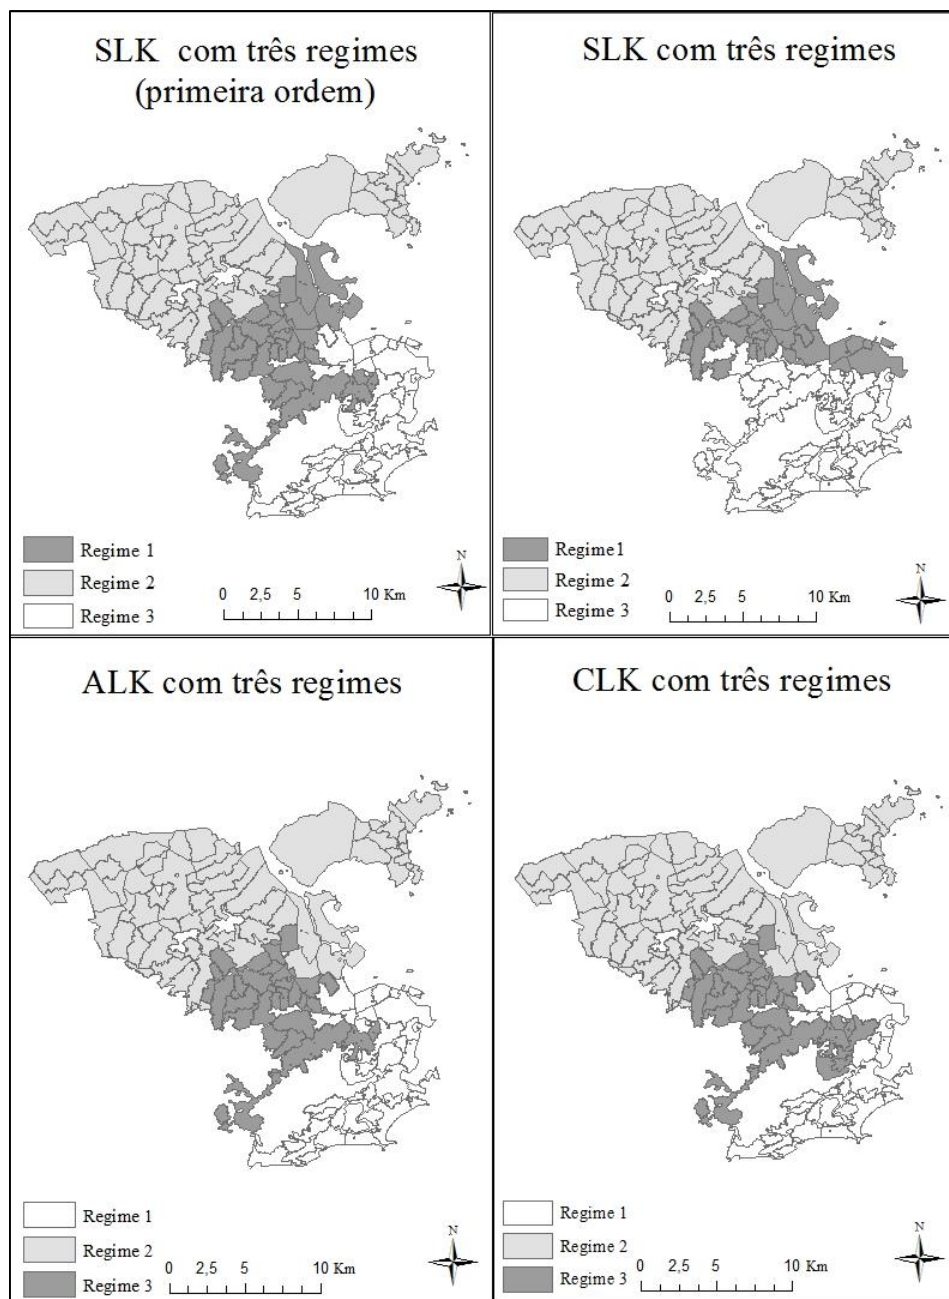 SLK com três regimes
(primeira ordem)
Regime 1
Regime 2
Regime 3
0 2,5 5 10 Km
N
SLK com três regimes
Regime1
Regime 2
Regime 3
0 2,5 5 10 Km
N
ALK com três regimes
Regime 1
Regime 2
Regime 3
0 2,5 5 10 Km
N
CLK com três regimes
Regime 1
Regime 2
Regime 3
0 2,5 5 10 Km
N